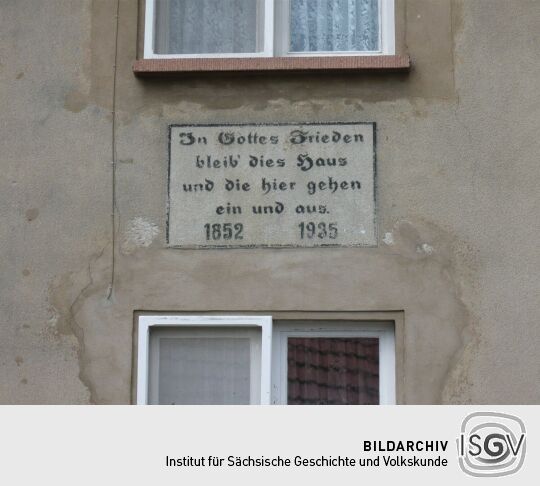 In Gottes Frieden
bleib' dies Haus
und die hier gehen
ein und aus.
1852 1935
BILDARCHIV
Institut für Sächsische Geschichte und Volkskunde
ISGV